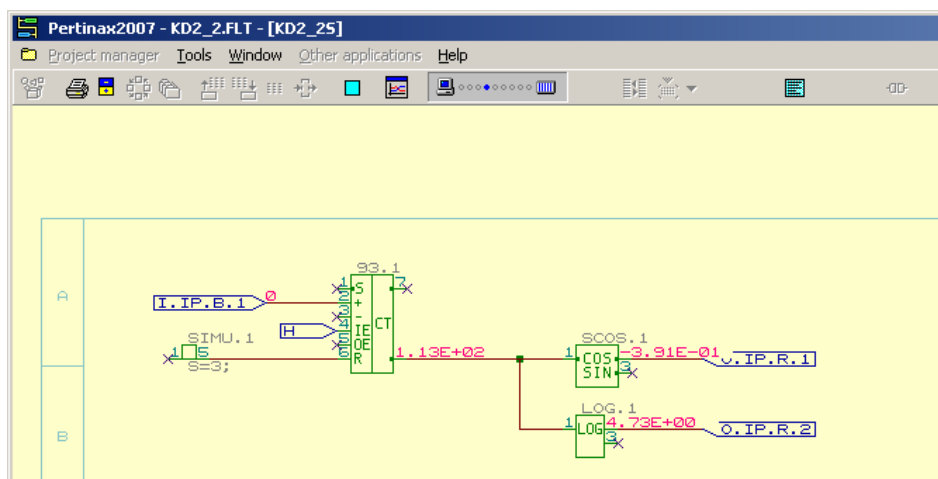 Pertinax2007 - KD2_2.FLT - [KD2_2S]
Project manager Tools Window Other applications Help
A
93.1
1 S 7
I.IP.B.1 0 2 +
3 -
H 4 IE CT
SIMU.1 5 OE
1 5 6 R 1.13E+02
S=3;
SCOS.1
1 COS -3.91E-01 O.IP.R.1
SIN 3
LOG.1
B
1 LOG 4.73E+00 O.IP.R.2
3